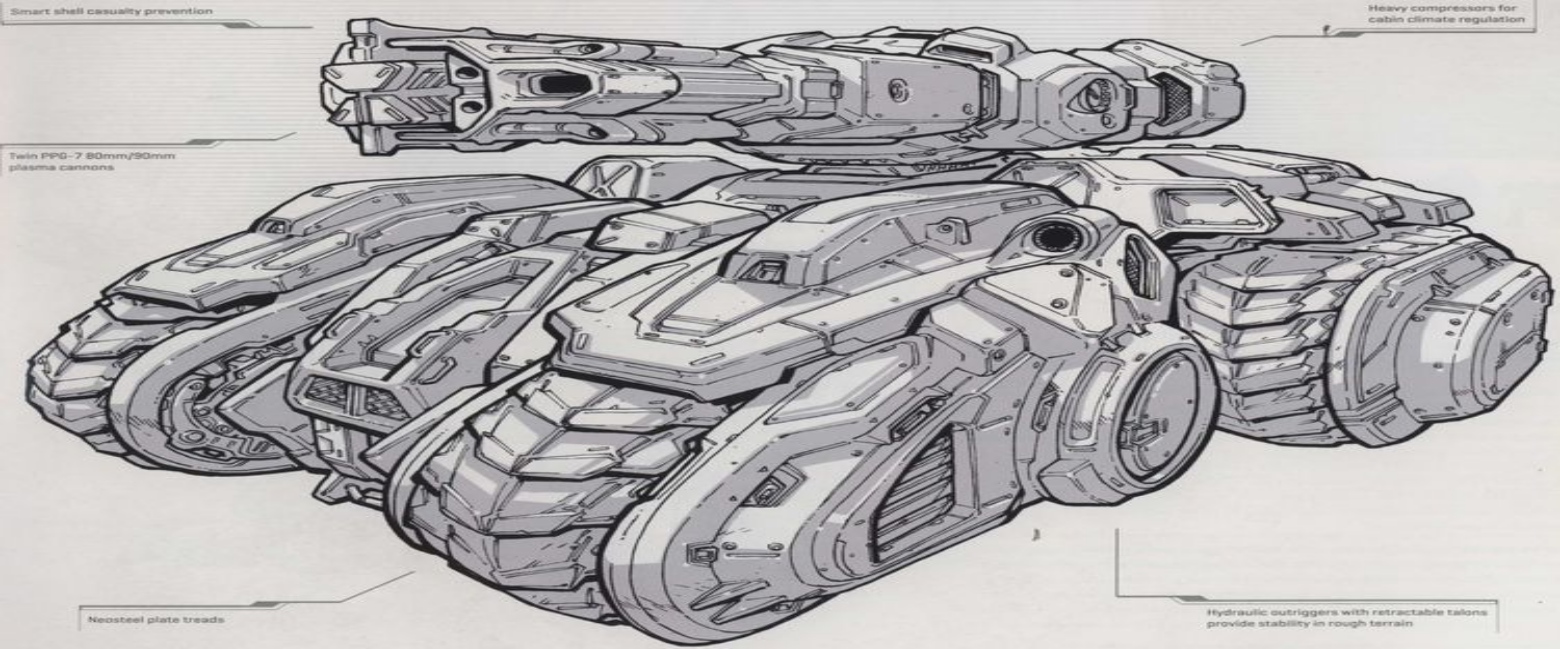 Smart shell casualty prevention
Heavy compressors for
cabin climate regulation
Twin PPG-7 80mm/90mm
plasma cannons
Neosteel plate treads
Hydraulic outriggers with retractable talons
provide stability in rough terrain